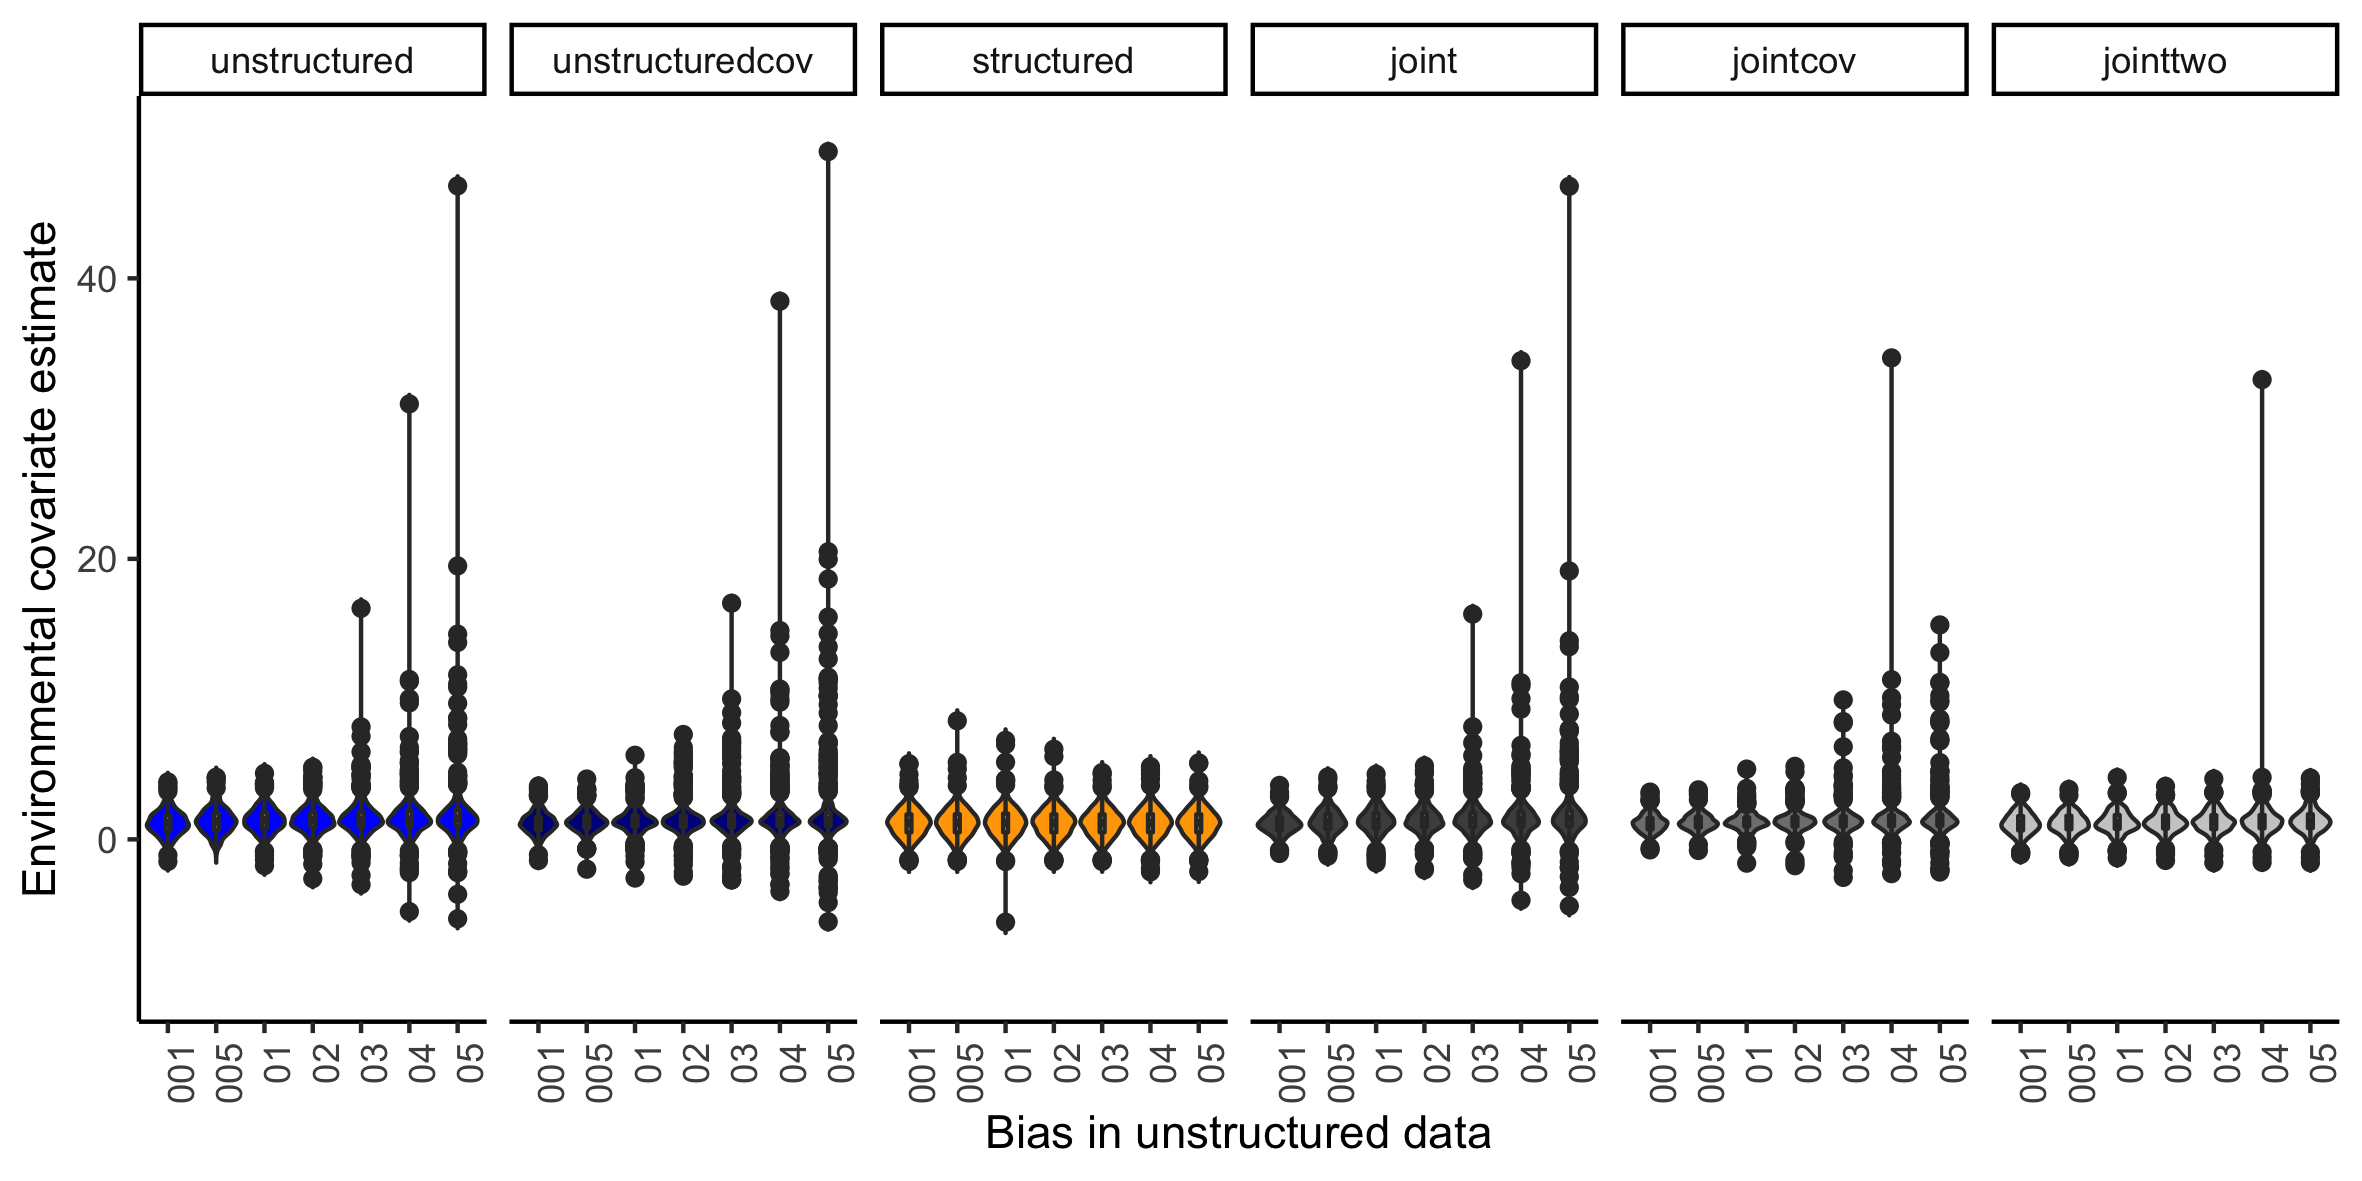 unstructured unstructuredcov structured joint jointcov jointtwo
Environmental covariate estimate
40
20
0
001 005 01 02 03 04 05 001 005 01 02 03 04 05 001 005 01 02 03 04 05 001 005 01 02 03 04 05 001 005 01 02 03 04 05 001 005 01 02 03 04 05
Bias in unstructured data